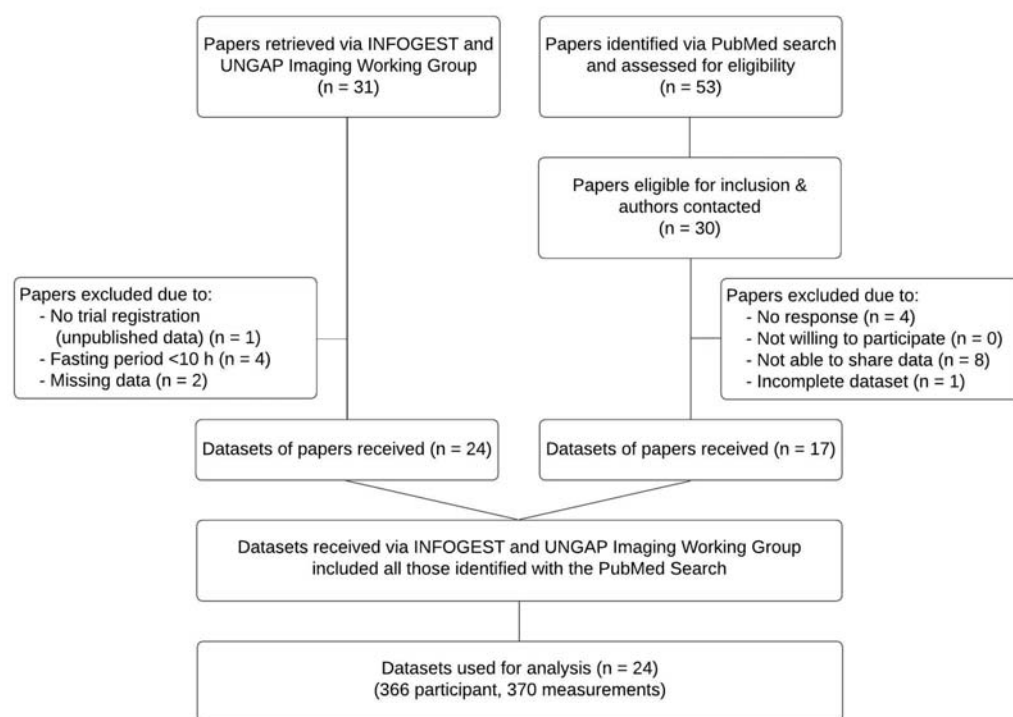 Papers retrieved via INFOGEST and
UNGAP Imaging Working Group
(n = 31)
Papers identified via PubMed search
and assessed for eligibility
(n = 53)
Papers eligible for inclusion &
authors contacted
(n = 30)
Papers excluded due to:
- No trial registration
(unpublished data) (n = 1)
- Fasting period <10 h (n = 4)
- Missing data (n = 2)
Papers excluded due to:
- No response (n = 4)
- Not willing to participate (n = 0)
- Not able to share data (n = 8)
- Incomplete dataset (n = 1)
Datasets of papers received (n = 24)
Datasets of papers received (n = 17)
Datasets received via INFOGEST and UNGAP Imaging Working Group
included all those identified with the PubMed Search
Datasets used for analysis (n = 24)
(366 participant, 370 measurements)